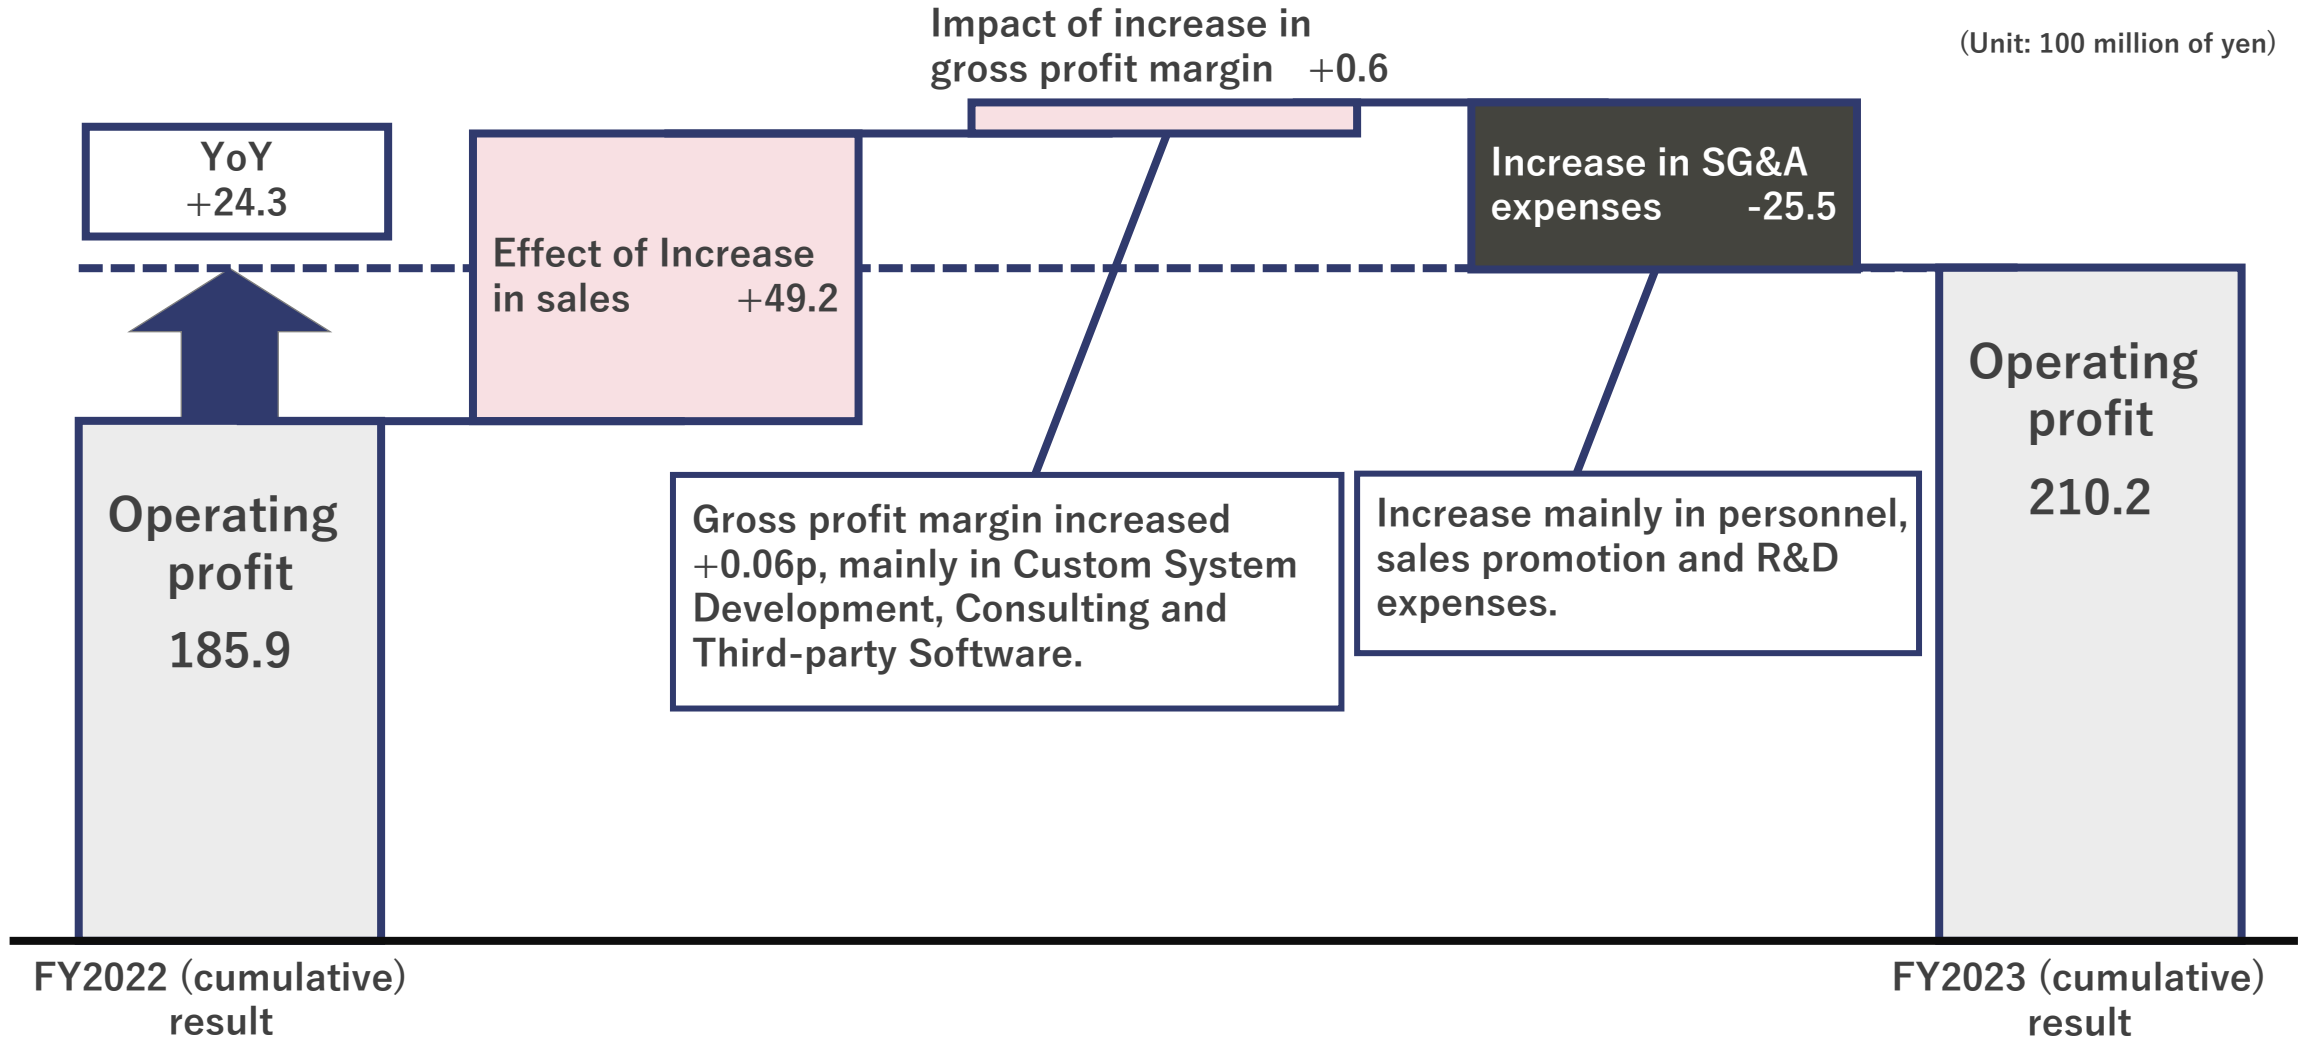 Impact of increase in
gross profit margin +0.6
(Unit: 100 million of yen)
YoY
+24.3
Effect of Increase
in sales +49.2
Increase in SG&A
expenses -25.5
Operating
profit
185.9
Gross profit margin increased
+0.06p, mainly in Custom System
Development, Consulting and
Third-party Software.
Increase mainly in personnel,
sales promotion and R&D
expenses.
Operating
profit
210.2
FY2022 (cumulative)
result
FY2023 (cumulative)
result